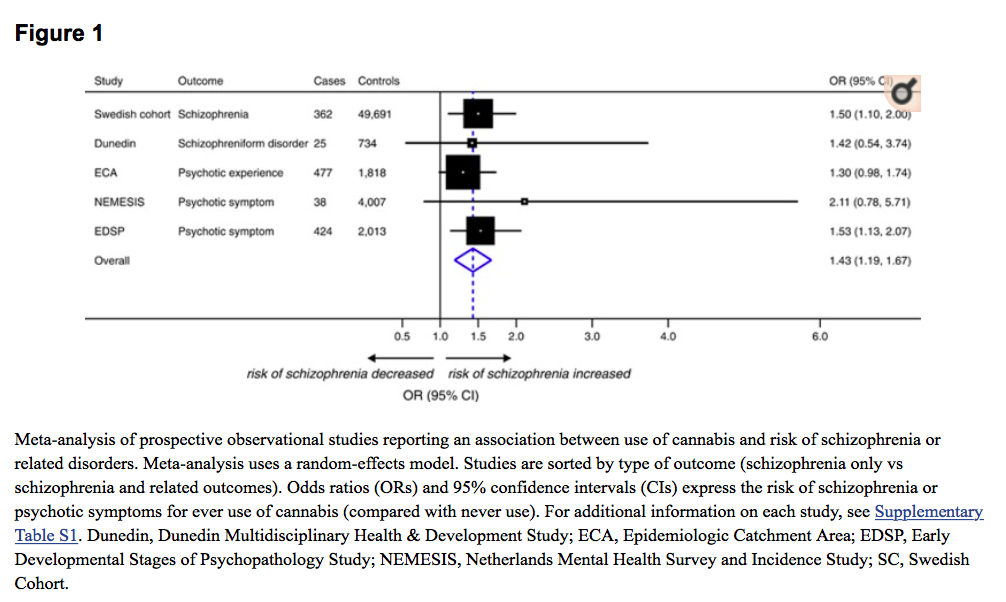 Figure 1
Study Outcome Cases Controls OR (95% CI)
Swedish cohort Schizophrenia 362 49,691 1.50 (1.10, 2.00)
Dunedin Schizophreniform disorder 25 734 1.42 (0.54, 3.74)
ECA Psychotic experience 477 1,818 1.30 (0.98, 1.74)
NEMESIS Psychotic symptom 38 4,007 2.11 (0.78, 5.71)
EDSP Psychotic symptom 424 2,013 1.53 (1.13, 2.07)
Overall 1.43 (1.19, 1.67)
0.5 1.0 1.5 2.0 3.0 4.0 6.0
risk of schizophrenia decreased risk of schizophrenia increased
OR (95% CI)
Meta-analysis of prospective observational studies reporting an association between use of cannabis and risk of schizophrenia or
related disorders. Meta-analysis uses a random-effects model. Studies are sorted by type of outcome (schizophrenia only vs
schizophrenia and related outcomes). Odds ratios (ORs) and 95% confidence intervals (CIs) express the risk of schizophrenia or
psychotic symptoms for ever use of cannabis (compared with never use). For additional information on each study, see Supplementary
Table S1. Dunedin, Dunedin Multidisciplinary Health & Development Study; ECA, Epidemiologic Catchment Area; EDSP, Early
Developmental Stages of Psychopathology Study; NEMESIS, Netherlands Mental Health Survey and Incidence Study; SC, Swedish
Cohort.